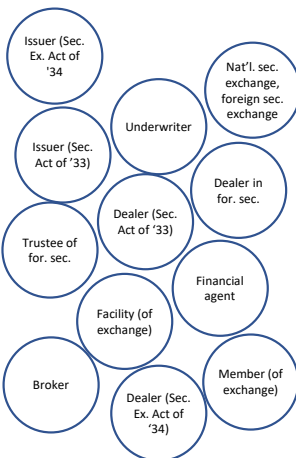 Issuer (Sec.
Ex. Act of
'34
Nat'l. sec.
exchange,
foreign sec.
exchange
Underwriter
Issuer (Sec.
Act of '33)
Dealer in
for. sec.
Dealer (Sec.
Act of '33)
Trustee of
for. sec.
Financial
agent
Facility (of
exchange)
Broker
Member (of
exchange)
Dealer (Sec.
Ex. Act of
'34)